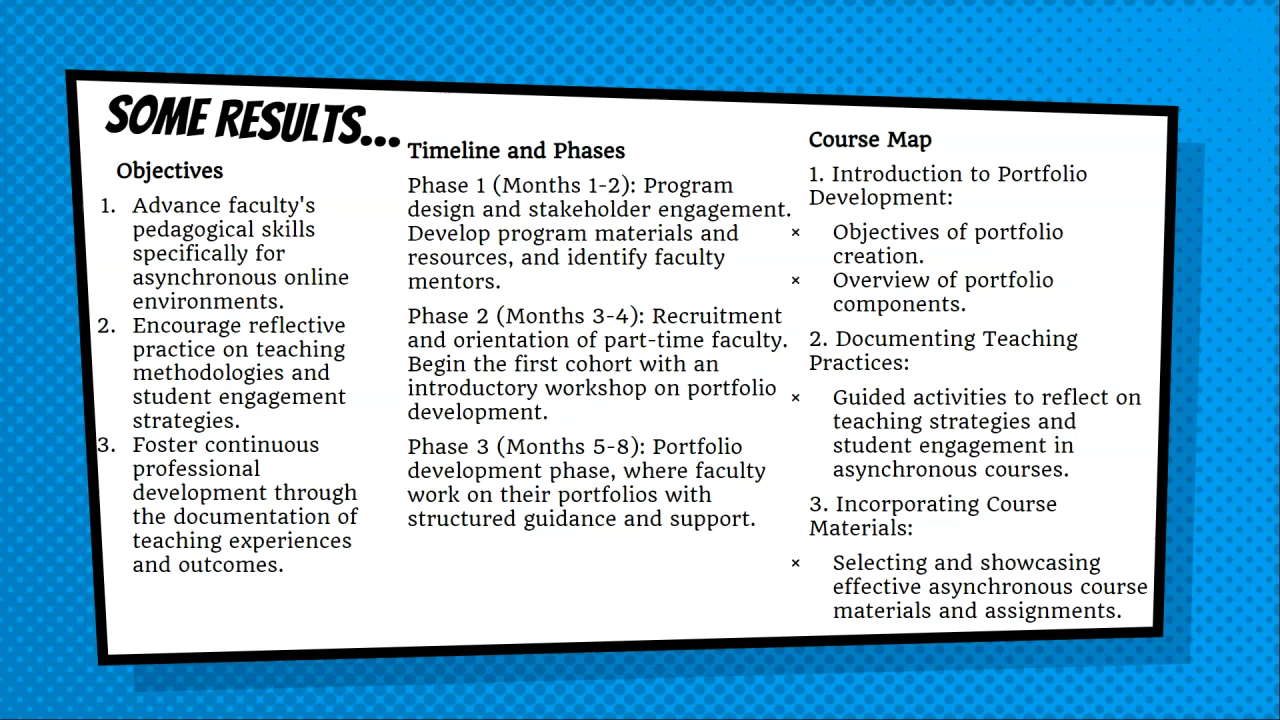 SOME RESULTS...
Objectives
1. Advance faculty's
pedagogical skills
specifically for
asynchronous online
environments.
2. Encourage reflective
practice on teaching
methodologies and
student engagement
strategies.
3. Foster continuous
professional
development through
the documentation of
teaching experiences
and outcomes.
Timeline and Phases
Phase 1 (Months 1-2): Program
design and stakeholder engagement.
Develop program materials and
resources, and identify faculty
mentors.
Phase 2 (Months 3-4): Recruitment
and orientation of part-time faculty.
Begin the first cohort with an
introductory workshop on portfolio
development.
Phase 3 (Months 5-8): Portfolio
development phase, where faculty
work on their portfolios with
structured guidance and support.
Course Map
1. Introduction to Portfolio
Development:
× Objectives of portfolio
creation.
× Overview of portfolio
components.
2. Documenting Teaching
Practices:
× Guided activities to reflect on
teaching strategies and
student engagement in
asynchronous courses.
3. Incorporating Course
Materials:
× Selecting and showcasing
effective asynchronous course
materials and assignments.